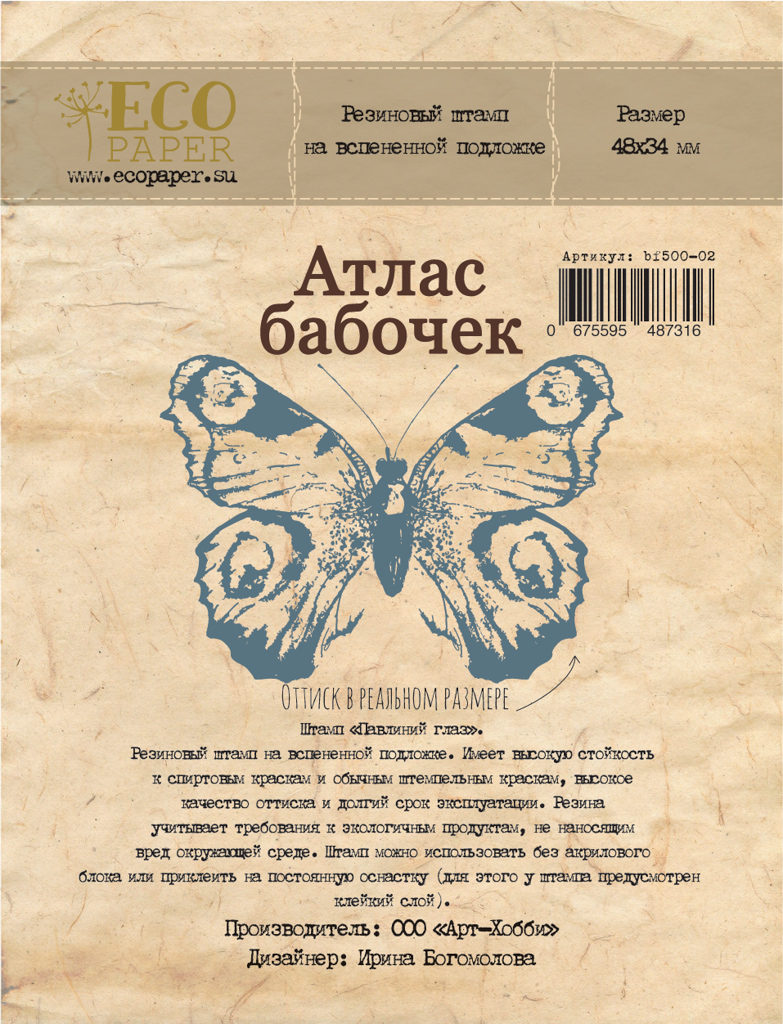 ECO
PAPER
www.ecopaper.su
Резиновый штамп
на вспененной подложке
Размер
48х34 мм
Атлас
бабочек
Артикул: bf500-02
0 675595 487316
Оттиск в реальном размере
Штамп «Павлиний глаз».
Резиновый штамп на вспененной подложке. Имеет высокую стойкость
к спиртовым краскам и обычным штемпельным краскам, высокое
качество оттиска и долгий срок эксплуатации. Резина
учитывает требования к экологичным продуктам, не наносящим
вред окружающей среде. Штамп можно использовать без акрилового
блока или приклеить на постоянную оснастку (для этого у штампа предусмотрен
клейкий слой).
Производитель: ООО «Арт-Хобби»
Дизайнер: Ирина Богомолова